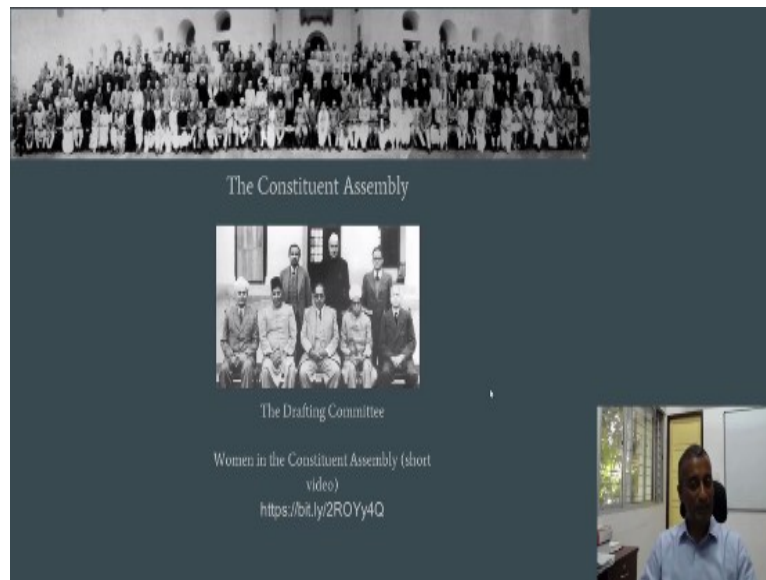 The Constituent Assembly
The Drafting Committee
Women in the Constituent Assembly (short
video)
https://bit.ly/2ROYy4Q